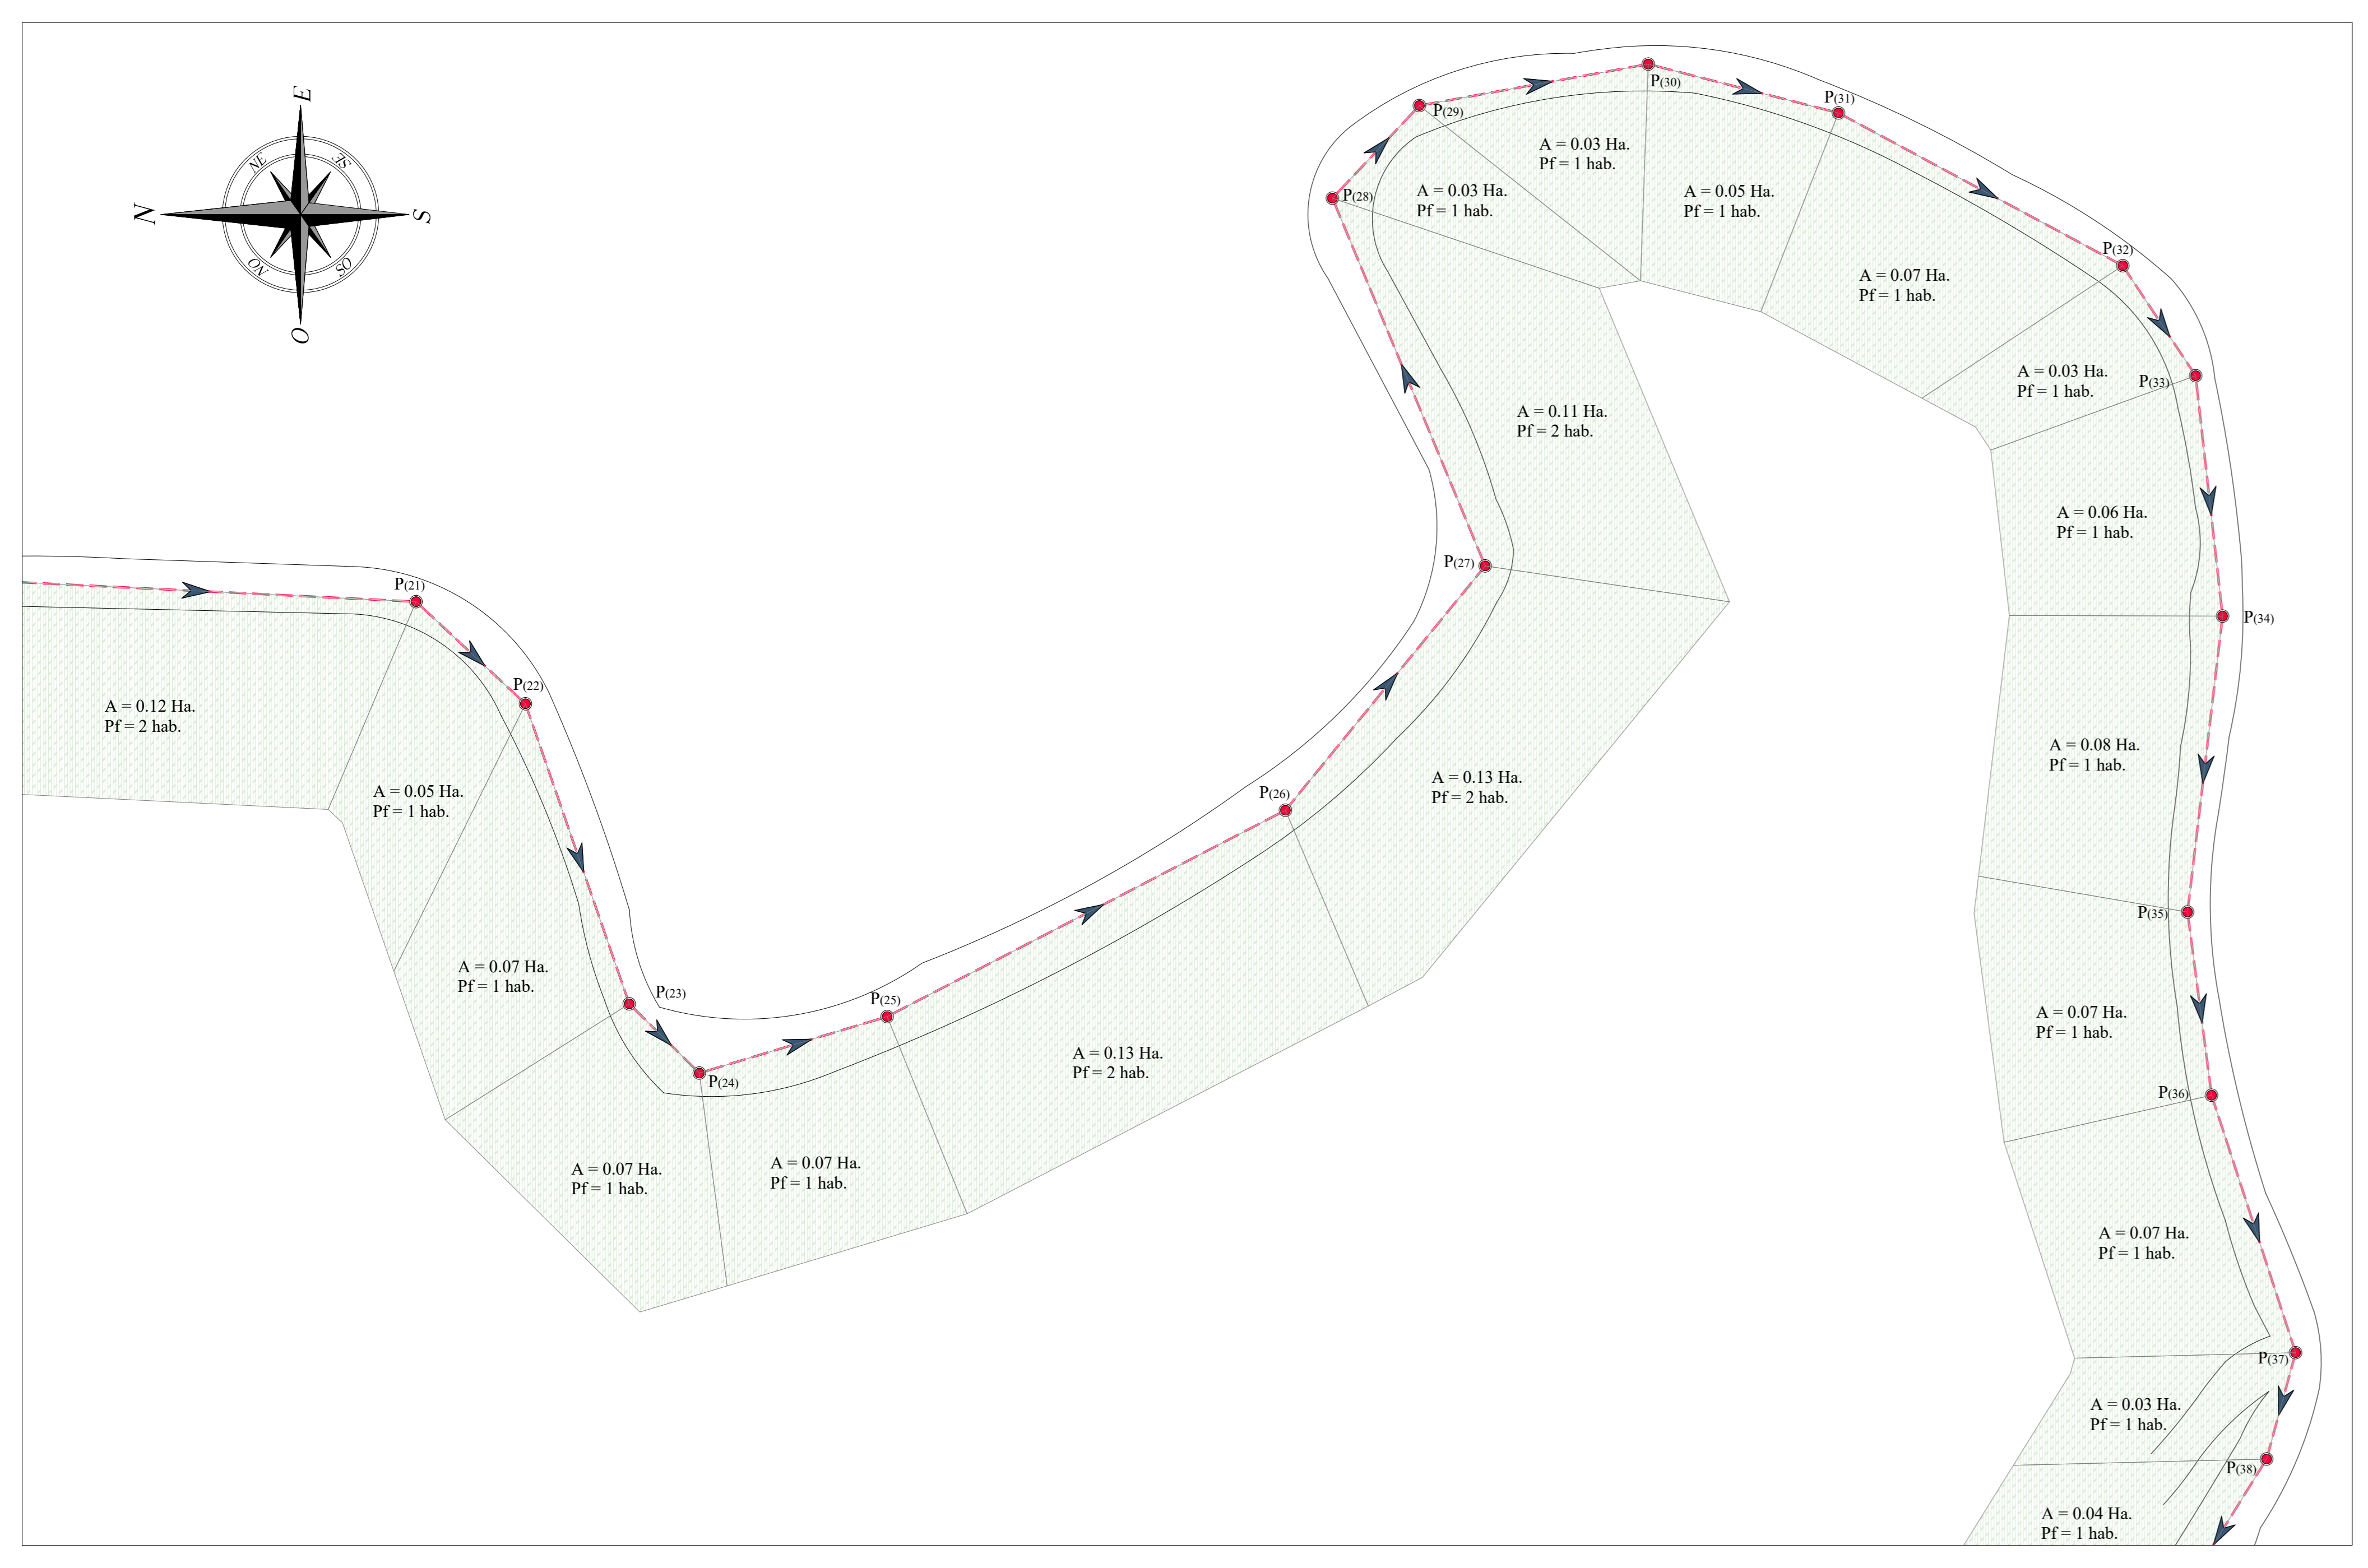 E
NE
SE
N
S
NO
SO
O
P(30)
P(31)
P(29)
A = 0.03 Ha.
Pf = 1 hab.
P(28)
A = 0.03 Ha.
Pf = 1 hab.
A = 0.05 Ha.
Pf = 1 hab.
P(32)
A = 0.07 Ha.
Pf = 1 hab.
P(33)
A = 0.03 Ha.
Pf = 1 hab.
A = 0.11 Ha.
Pf = 2 hab.
A = 0.06 Ha.
Pf = 1 hab.
P(27)
P(21)
P(34)
P(22)
A = 0.12 Ha.
Pf = 2 hab.
A = 0.08 Ha.
Pf = 1 hab.
A = 0.05 Ha.
Pf = 1 hab.
P(26)
A = 0.13 Ha.
Pf = 2 hab.
P(35)
A = 0.07 Ha.
Pf = 1 hab.
P(23)
P(25)
A = 0.07 Ha.
Pf = 1 hab.
P(24)
A = 0.13 Ha.
Pf = 2 hab.
P(36)
A = 0.07 Ha.
Pf = 1 hab.
A = 0.07 Ha.
Pf = 1 hab.
A = 0.07 Ha.
Pf = 1 hab.
P(37)
A = 0.03 Ha.
Pf = 1 hab.
P(38)
A = 0.04 Ha.
Pf = 1 hab.